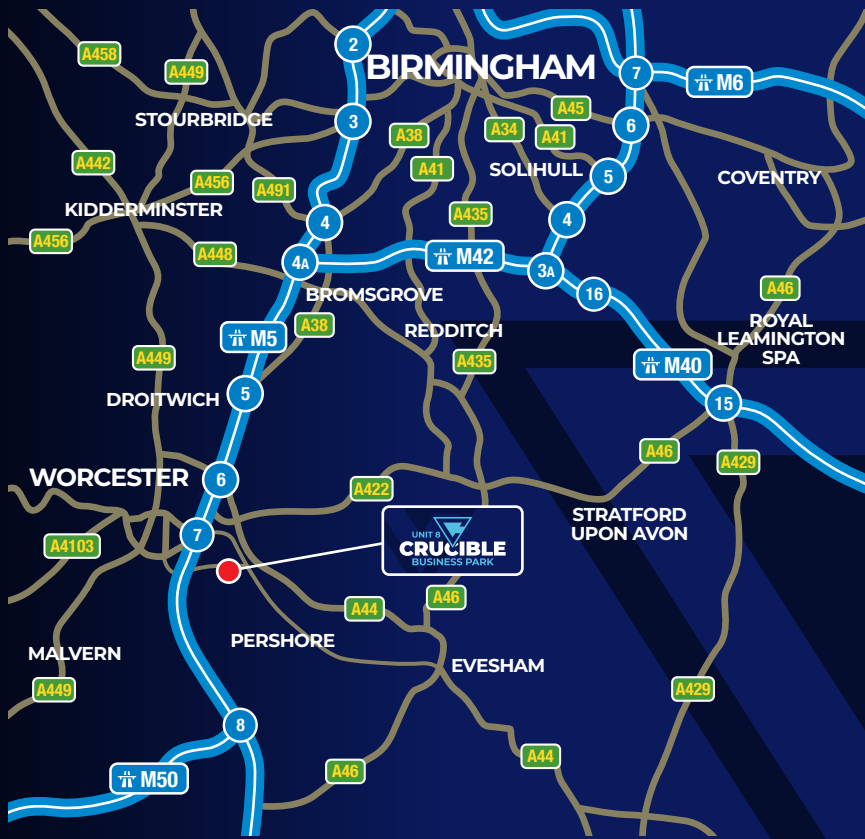 2
A458
BIRMINGHAM
A449
7
M6
STOURBRIDGE
3
A38
A34
A45
A41
6
A442
A456
A491
A41
SOLIHULL
5
COVENTRY
KIDDERMINSTER
A435
4
4
A456
A448
4A
M42
3A
16
A46
BROMSGROVE
M5
A38
REDDITCH
ROYAL
LEAMINGTON
SPA
A449
A435
M40
DROITWICH
5
15
WORCESTER
6
A46
A429
A422
7
A4103
UNIT 8
CRUCIBLE
BUSINESS PARK
STRATFORD
UPON AVON
A44
A46
MALVERN
PERSHORE
EVESHAM
A449
A429
8
M50
A46
A44